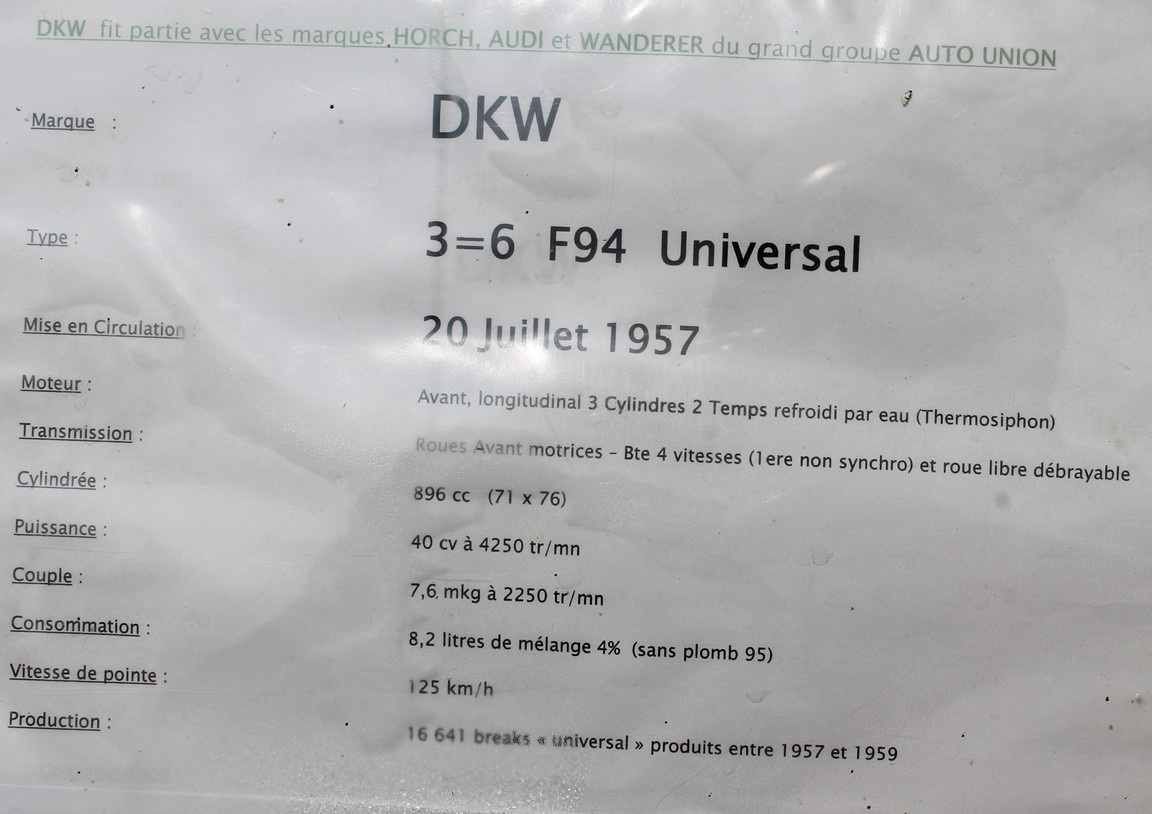 DKW fit partie avec les marques HORCH, AUDI et WANDERER du grand groupe AUTO UNION
Marque : DKW
Type : 3=6 F94 Universal
Mise en Circulation : 20 Juillet 1957
Moteur : Avant, longitudinal 3 Cylindres 2 Temps refroidi par eau (Thermosiphon)
Transmission : Roues Avant motrices – Bte 4 vitesses (1ere non synchro) et roue libre débrayable
Cylindrée : 896 cc (71 x 76)
Puissance : 40 cv à 4250 tr/mn
Couple : 7,6 mkg à 2250 tr/mn
Consommation : 8,2 litres de mélange 4% (sans plomb 95)
Vitesse de pointe : 125 km/h
Production : 16 641 breaks « universal » produits entre 1957 et 1959